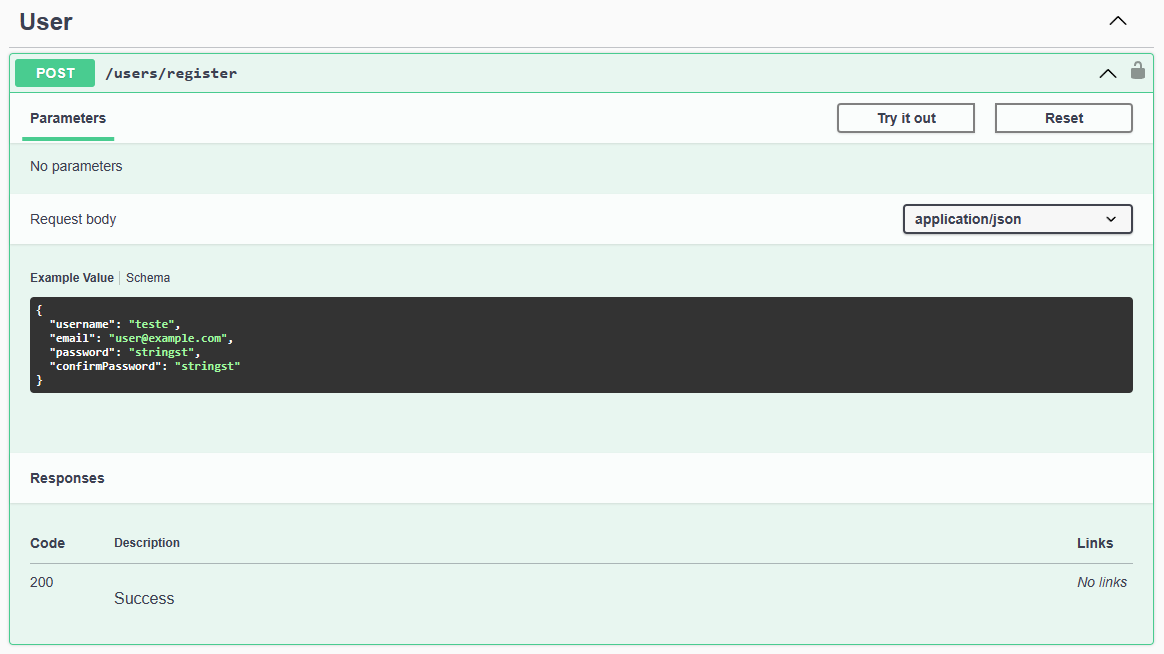 User
POST /users/register
Parameters Try it out Reset
No parameters
Request body application/json
Example Value Schema
{
  "username": "teste",
  "email": "user@example.com",
  "password": "stringst",
  "confirmPassword": "stringst"
}
Responses
Code Description Links
200 No links
Success